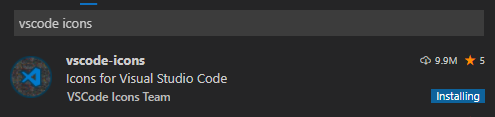 vscode icons
vscode-icons 9.9M 5
Icons for Visual Studio Code
VSCode Icons Team Installing